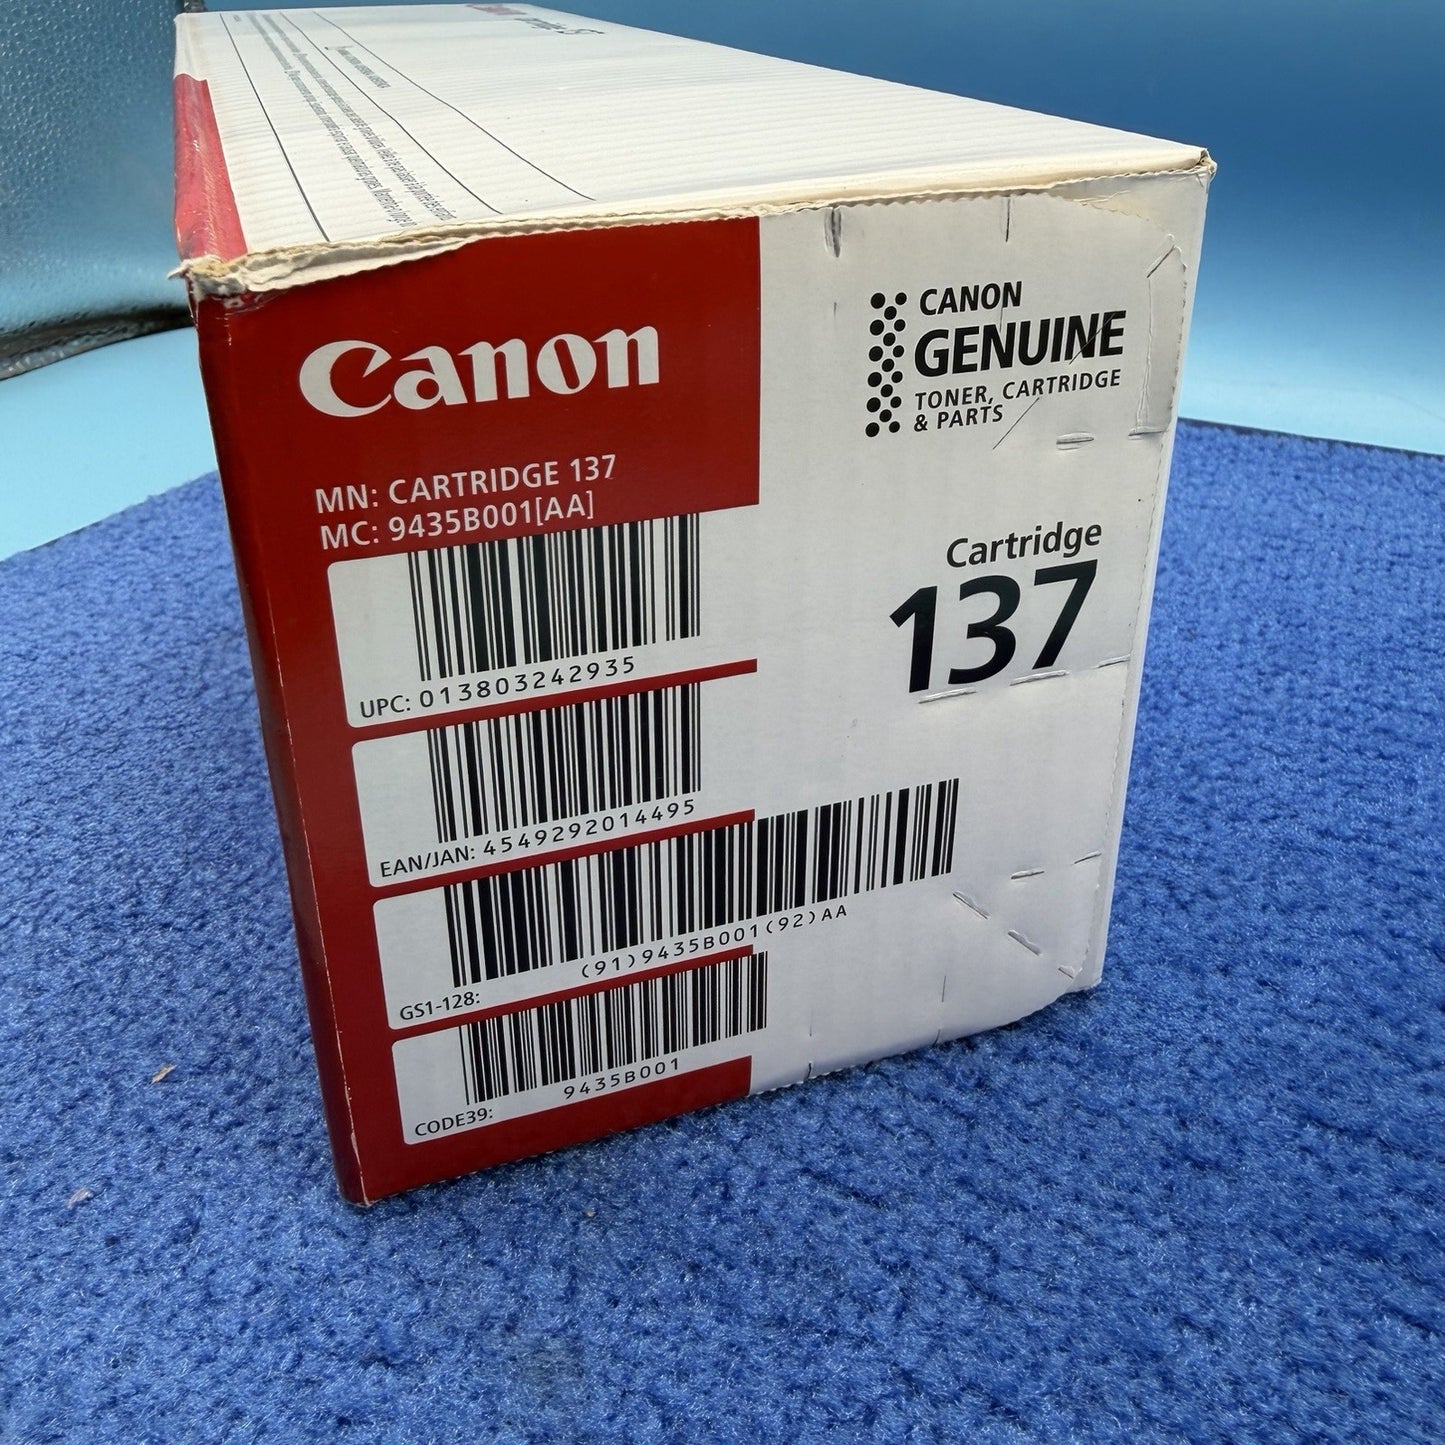 Canon
MN: CARTRIDGE 137
MC: 9435B001[AA]
UPC: 013803242935
EAN/JAN: 4549292014495
(91)9435B001(92)AA
GS1-128:
9435B001
CODE39:
CANON
GENUINE
TONER, CARTRIDGE
& PARTS
Cartridge
137